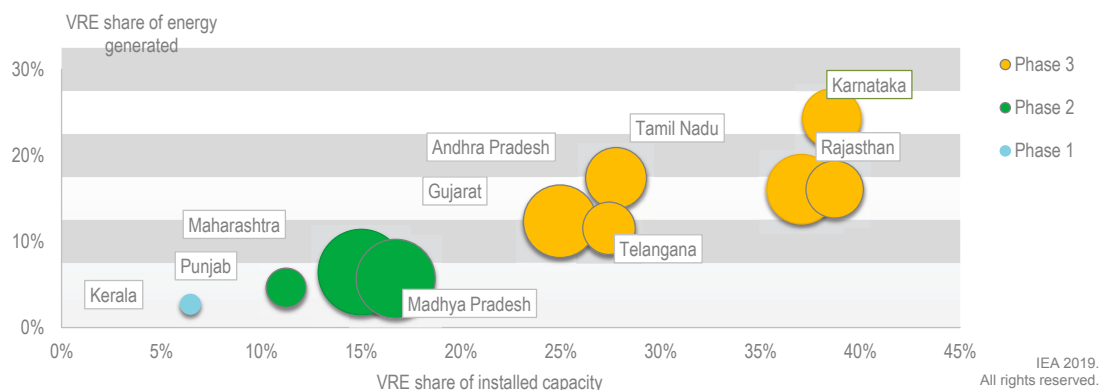 VRE share of energy
generated
30%
20%
10%
0%
Karnataka
Tamil Nadu
Andhra Pradesh
Rajasthan
Gujarat
Maharashtra
Telangana
Punjab
Kerala
Madhya Pradesh
0% 5% 10% 15% 20% 25% 30% 35% 40% 45%
VRE share of installed capacity
Phase 3
Phase 2
Phase 1
IEA 2019.
All rights reserved.